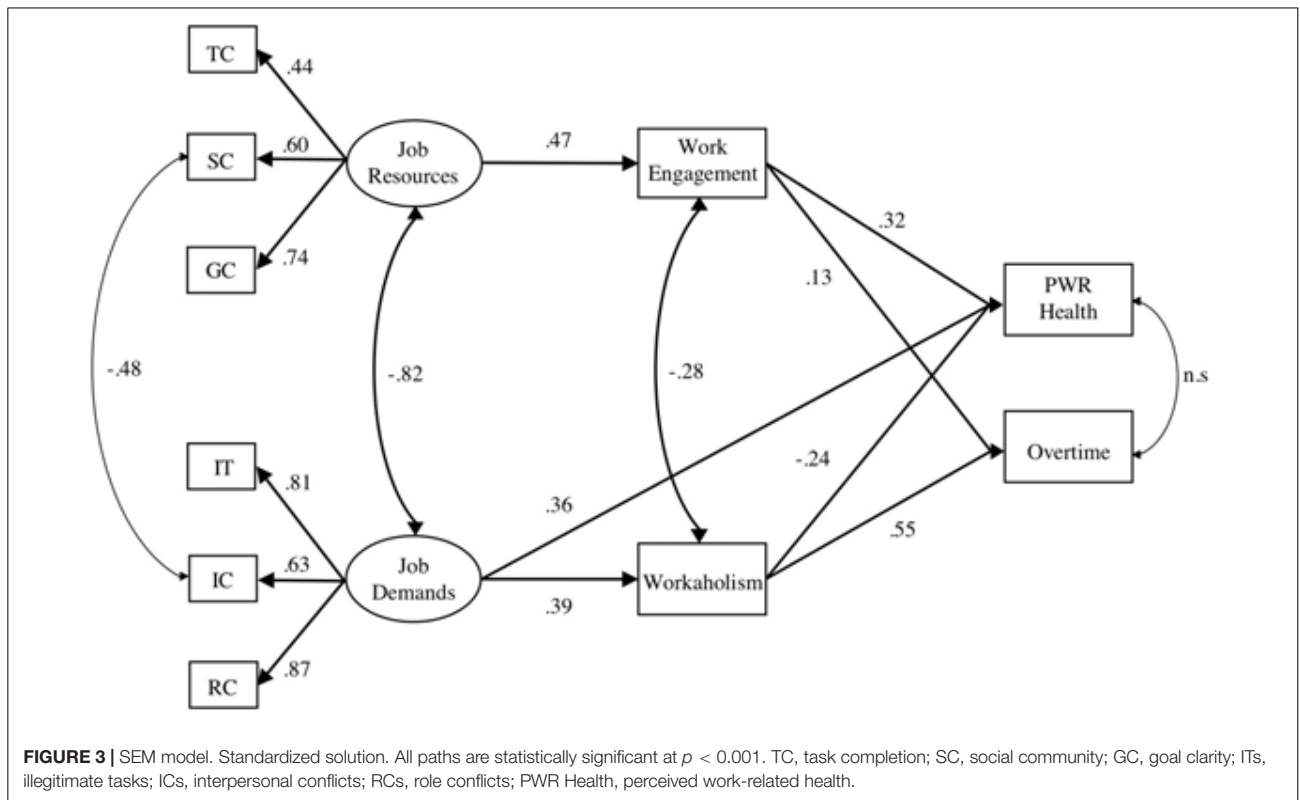 TC
.44
SC
.60
Job
Resources
.47
Work
Engagement
GC
.74
.32
.13
PWR
Health
-.48
-.82
-.28
n.s
IT
.81
.36
-.24
Overtime
.55
IC
.63
Job
Demands
.39
Workaholism
RC
.87
FIGURE 3 | SEM model. Standardized solution. All paths are statistically significant at p < 0.001. TC, task completion; SC, social community; GC, goal clarity; ITs,
illegitimate tasks; ICs, interpersonal conflicts; RCs, role conflicts; PWR Health, perceived work-related health.